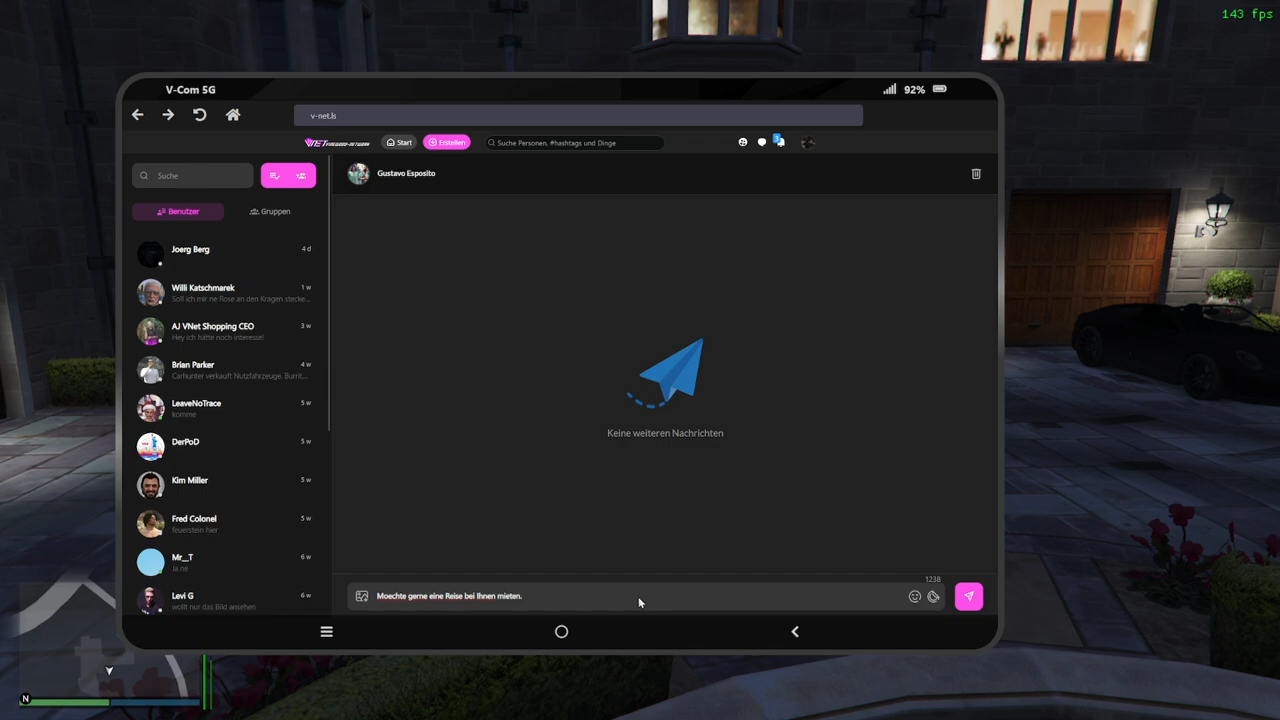 143 fps
V-Com 5G
92%
v-net.ls
Start
Erstellen
Suche Personen, #hashtags und Dinge
3
Suche
Gustavo Esposito
Benutzer
Gruppen
Joerg Berg
4 d
Willi Katschmarek
1 w
Soll ich mir ne Rose an den Kragen stecke...
AJ VNet Shopping CEO
3 w
Hey ich hätte noch interesse!
Brian Parker
4 w
Carhunter verkauft Nutzfahrzeuge, Burrit...
LeaveNoTrace
5 w
komme
DerPoD
5 w
Kim Miller
5 w
Fred Colonel
5 w
feuerstein hier
Mr__T
6 w
Ja ne
Levi G
6 w
wollt nur das Bild ansehen
Keine weiteren Nachrichten
1238
Moechte gerne eine Reise bei Ihnen mieten.
N